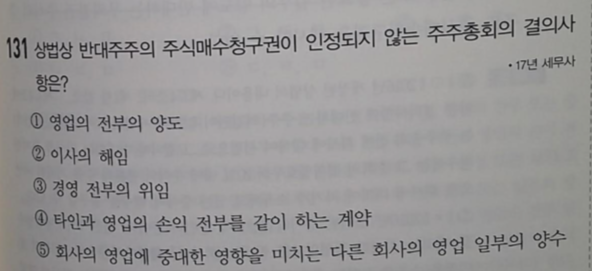 131 상법상 반대주주의 주식매수청구권이 인정되지 않는 주주총회의 결의사
항은?
• 17년 세무사
① 영업의 전부의 양도
② 이사의 해임
③ 경영 전부의 위임
④ 타인과 영업의 손익 전부를 같이 하는 계약
⑤ 회사의 영업에 중대한 영향을 미치는 다른 회사의 영업 일부의 양수